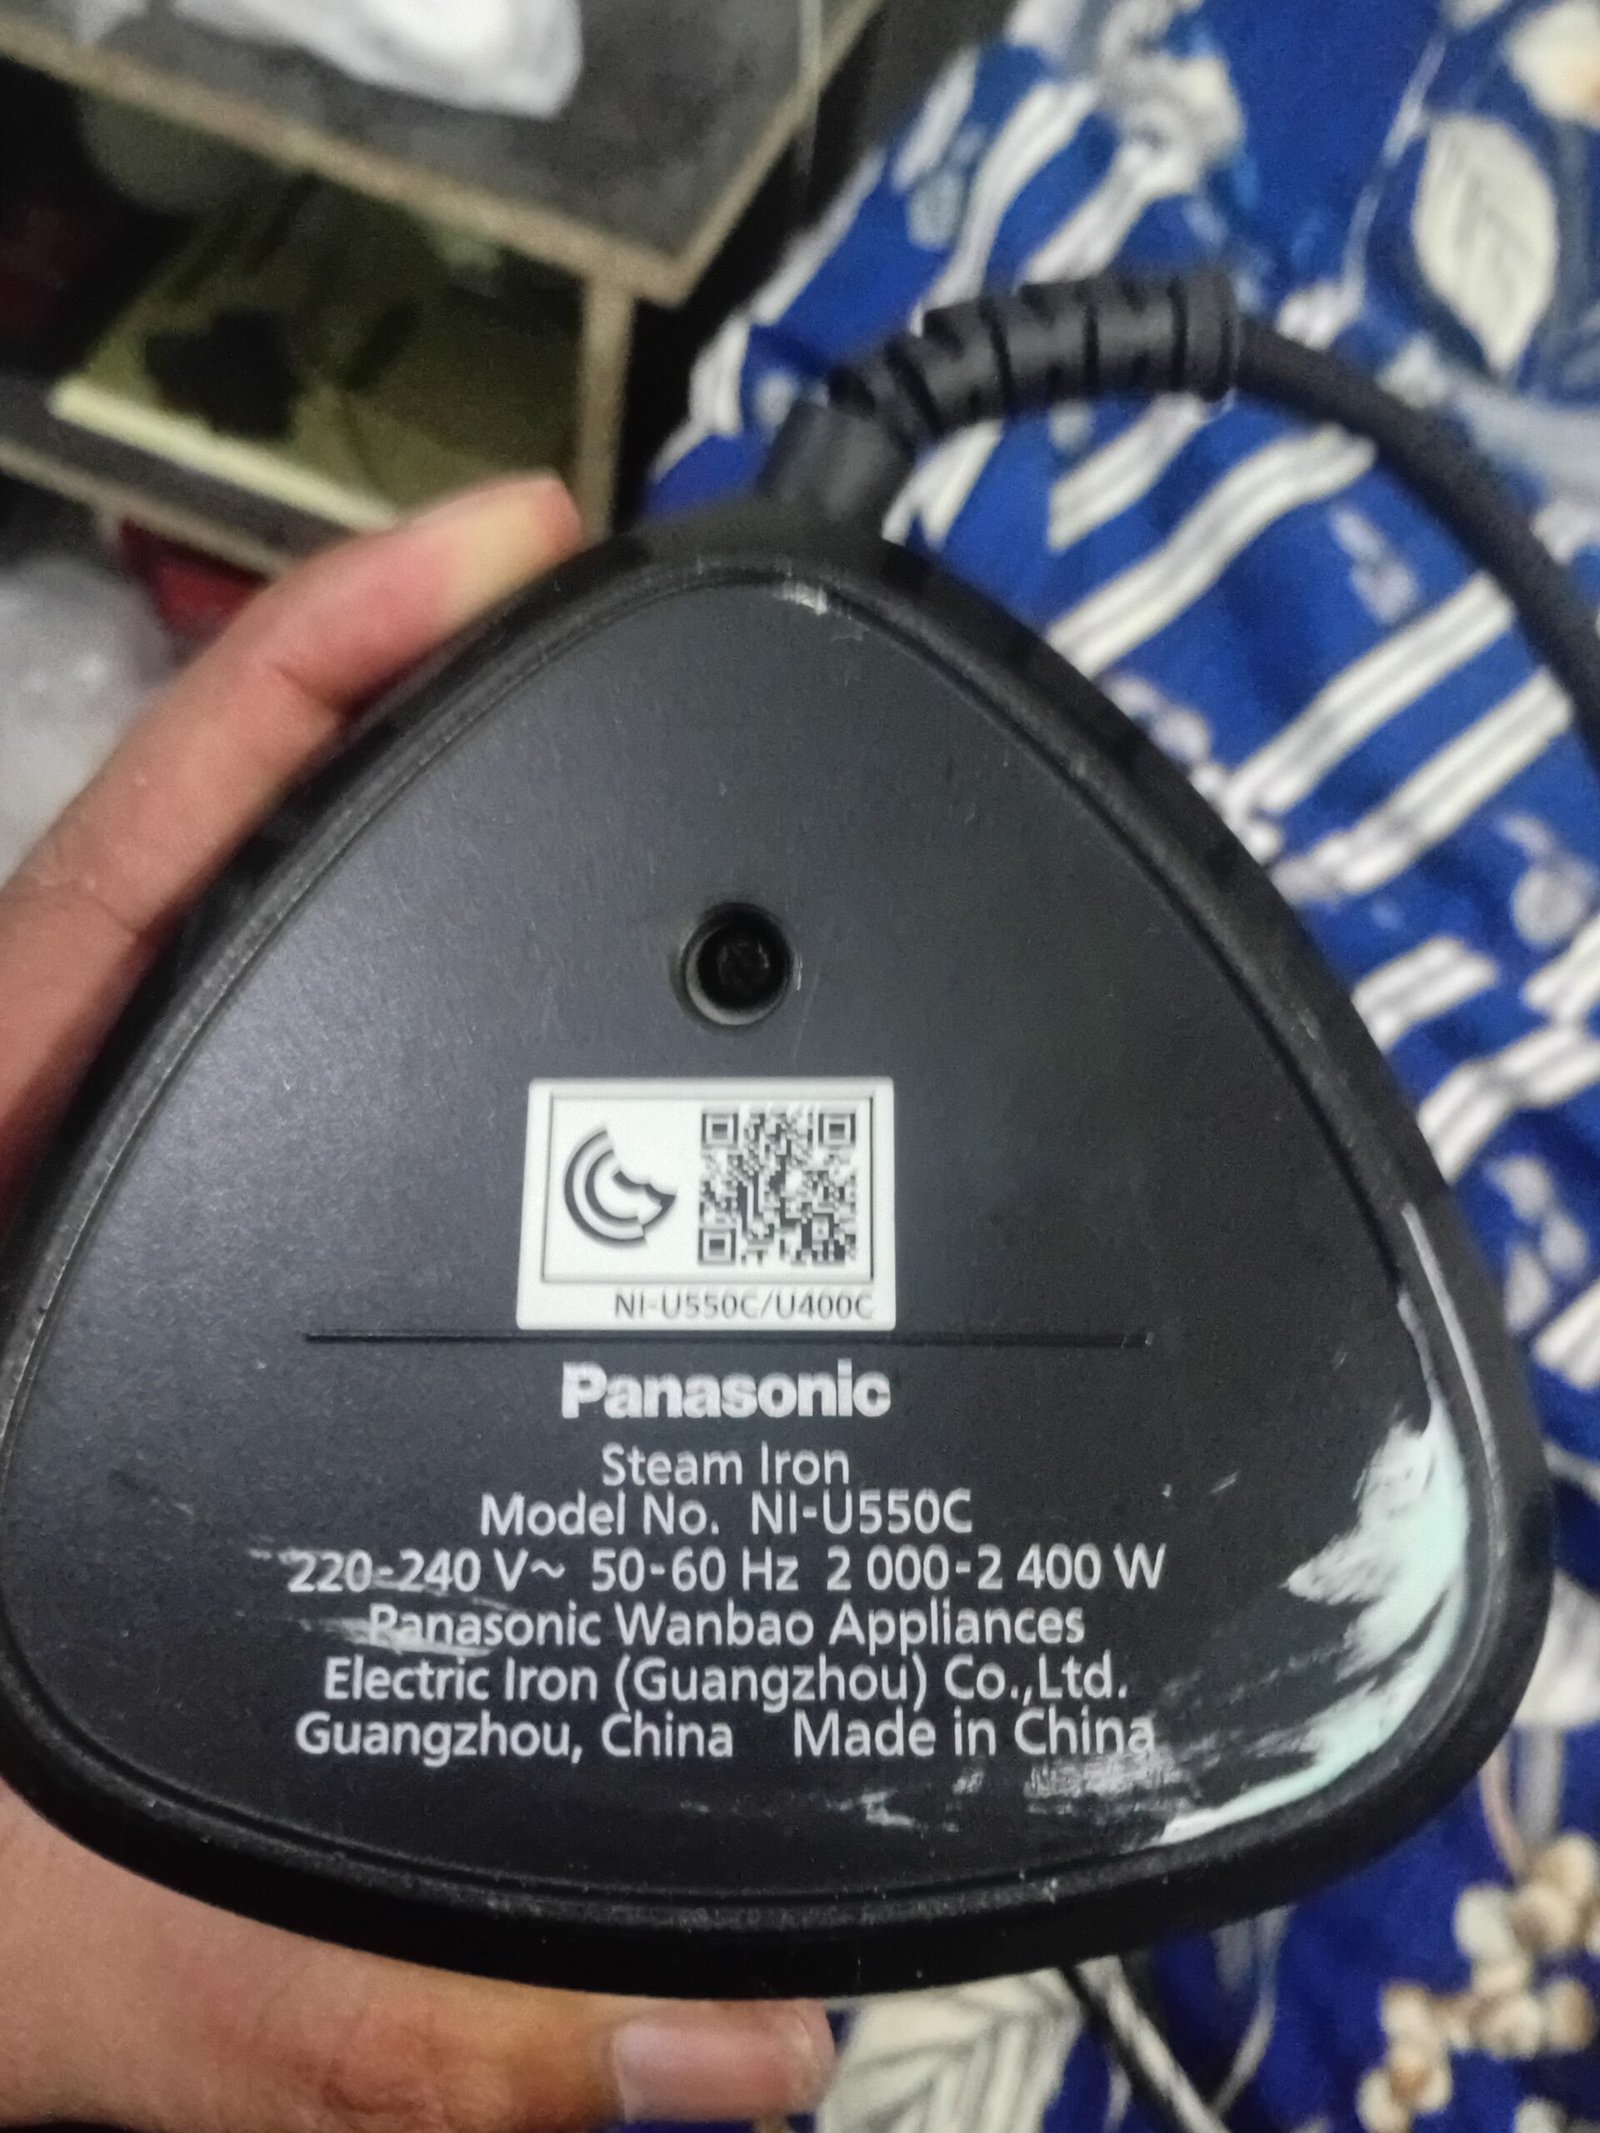 NI-U550C/U400C
Panasonic
Steam Iron
Model No. NI-U550C
220-240 V~ 50-60 Hz 2 000-2 400 W
Panasonic Wanbao Appliances
Electric Iron (Guangzhou) Co.,Ltd.
Guangzhou, China Made in China